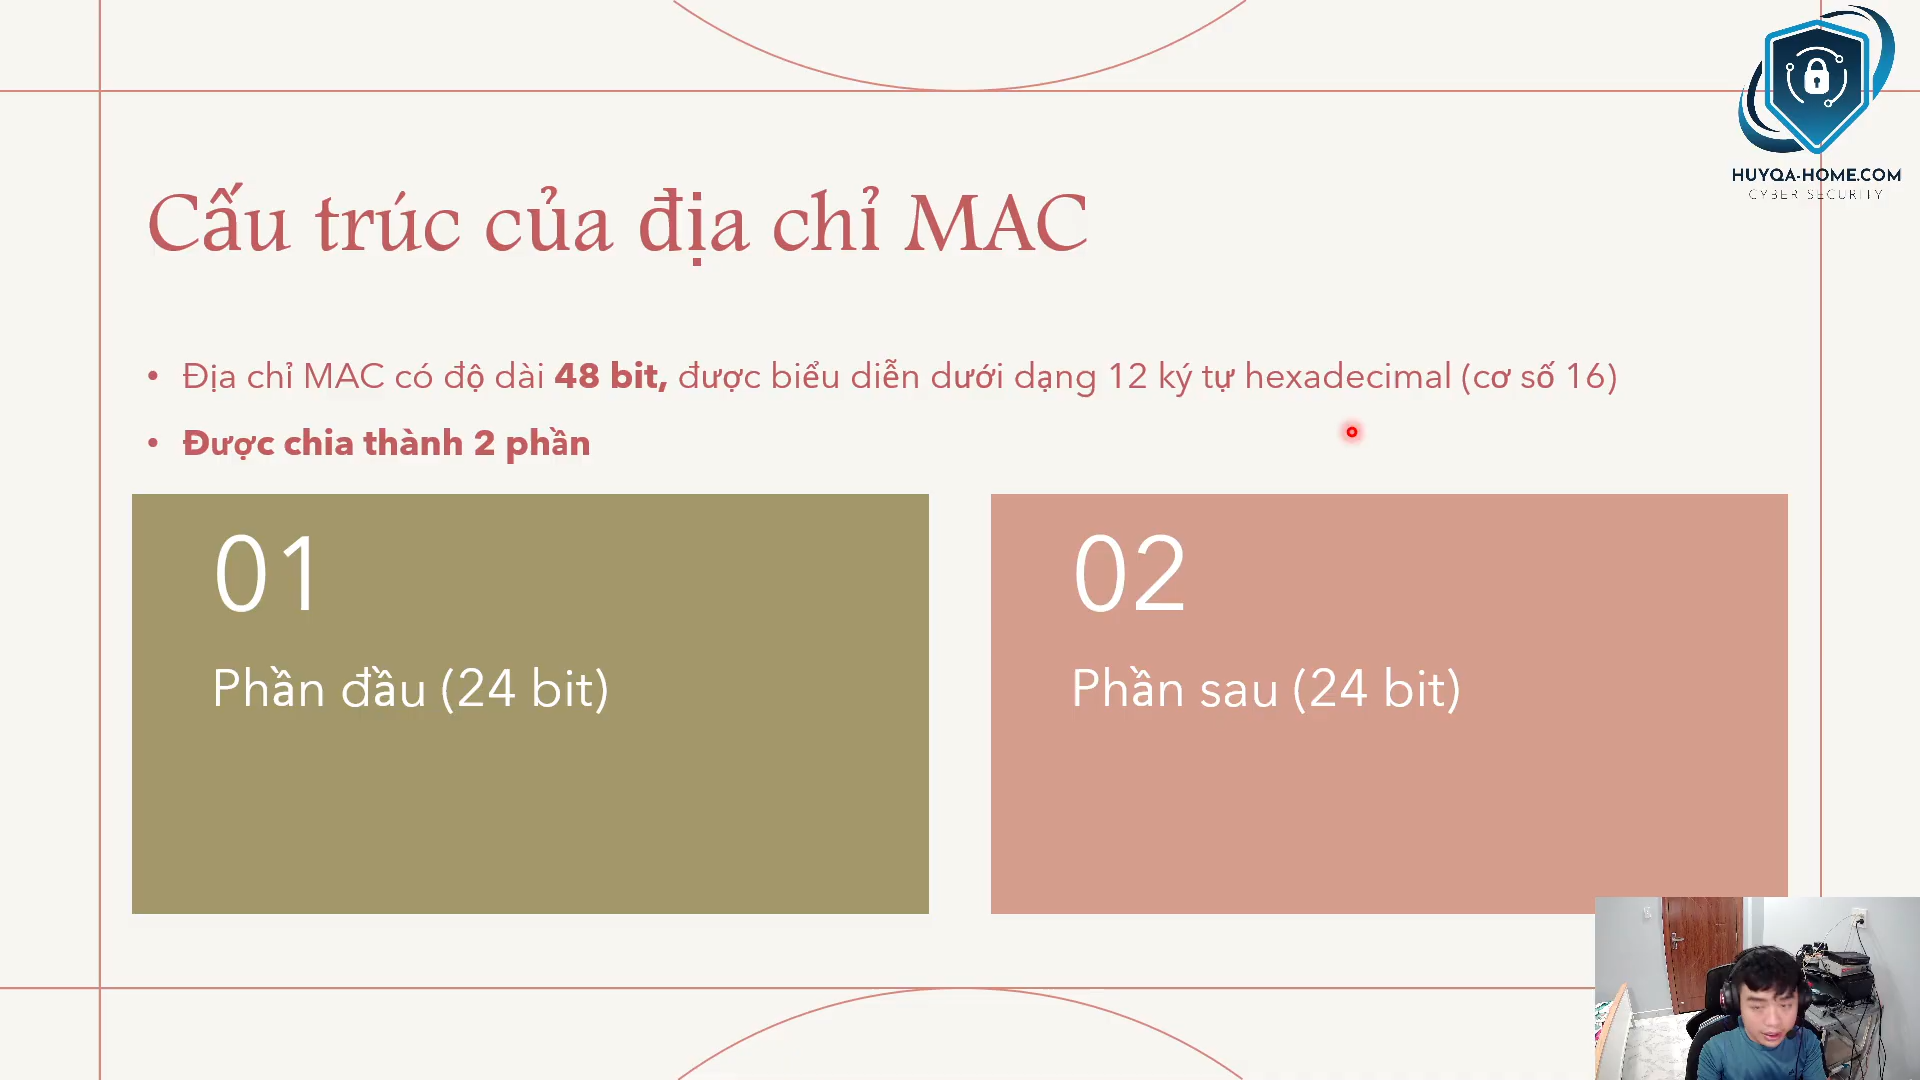 HUYQA-HOME.COM
CYBER SECURITY
Cấu trúc của địa chỉ MAC
• Địa chỉ MAC có độ dài 48 bit, được biểu diễn dưới dạng 12 ký tự hexadecimal (cơ số 16)
• Được chia thành 2 phần
01
Phần đầu (24 bit)
02
Phần sau (24 bit)